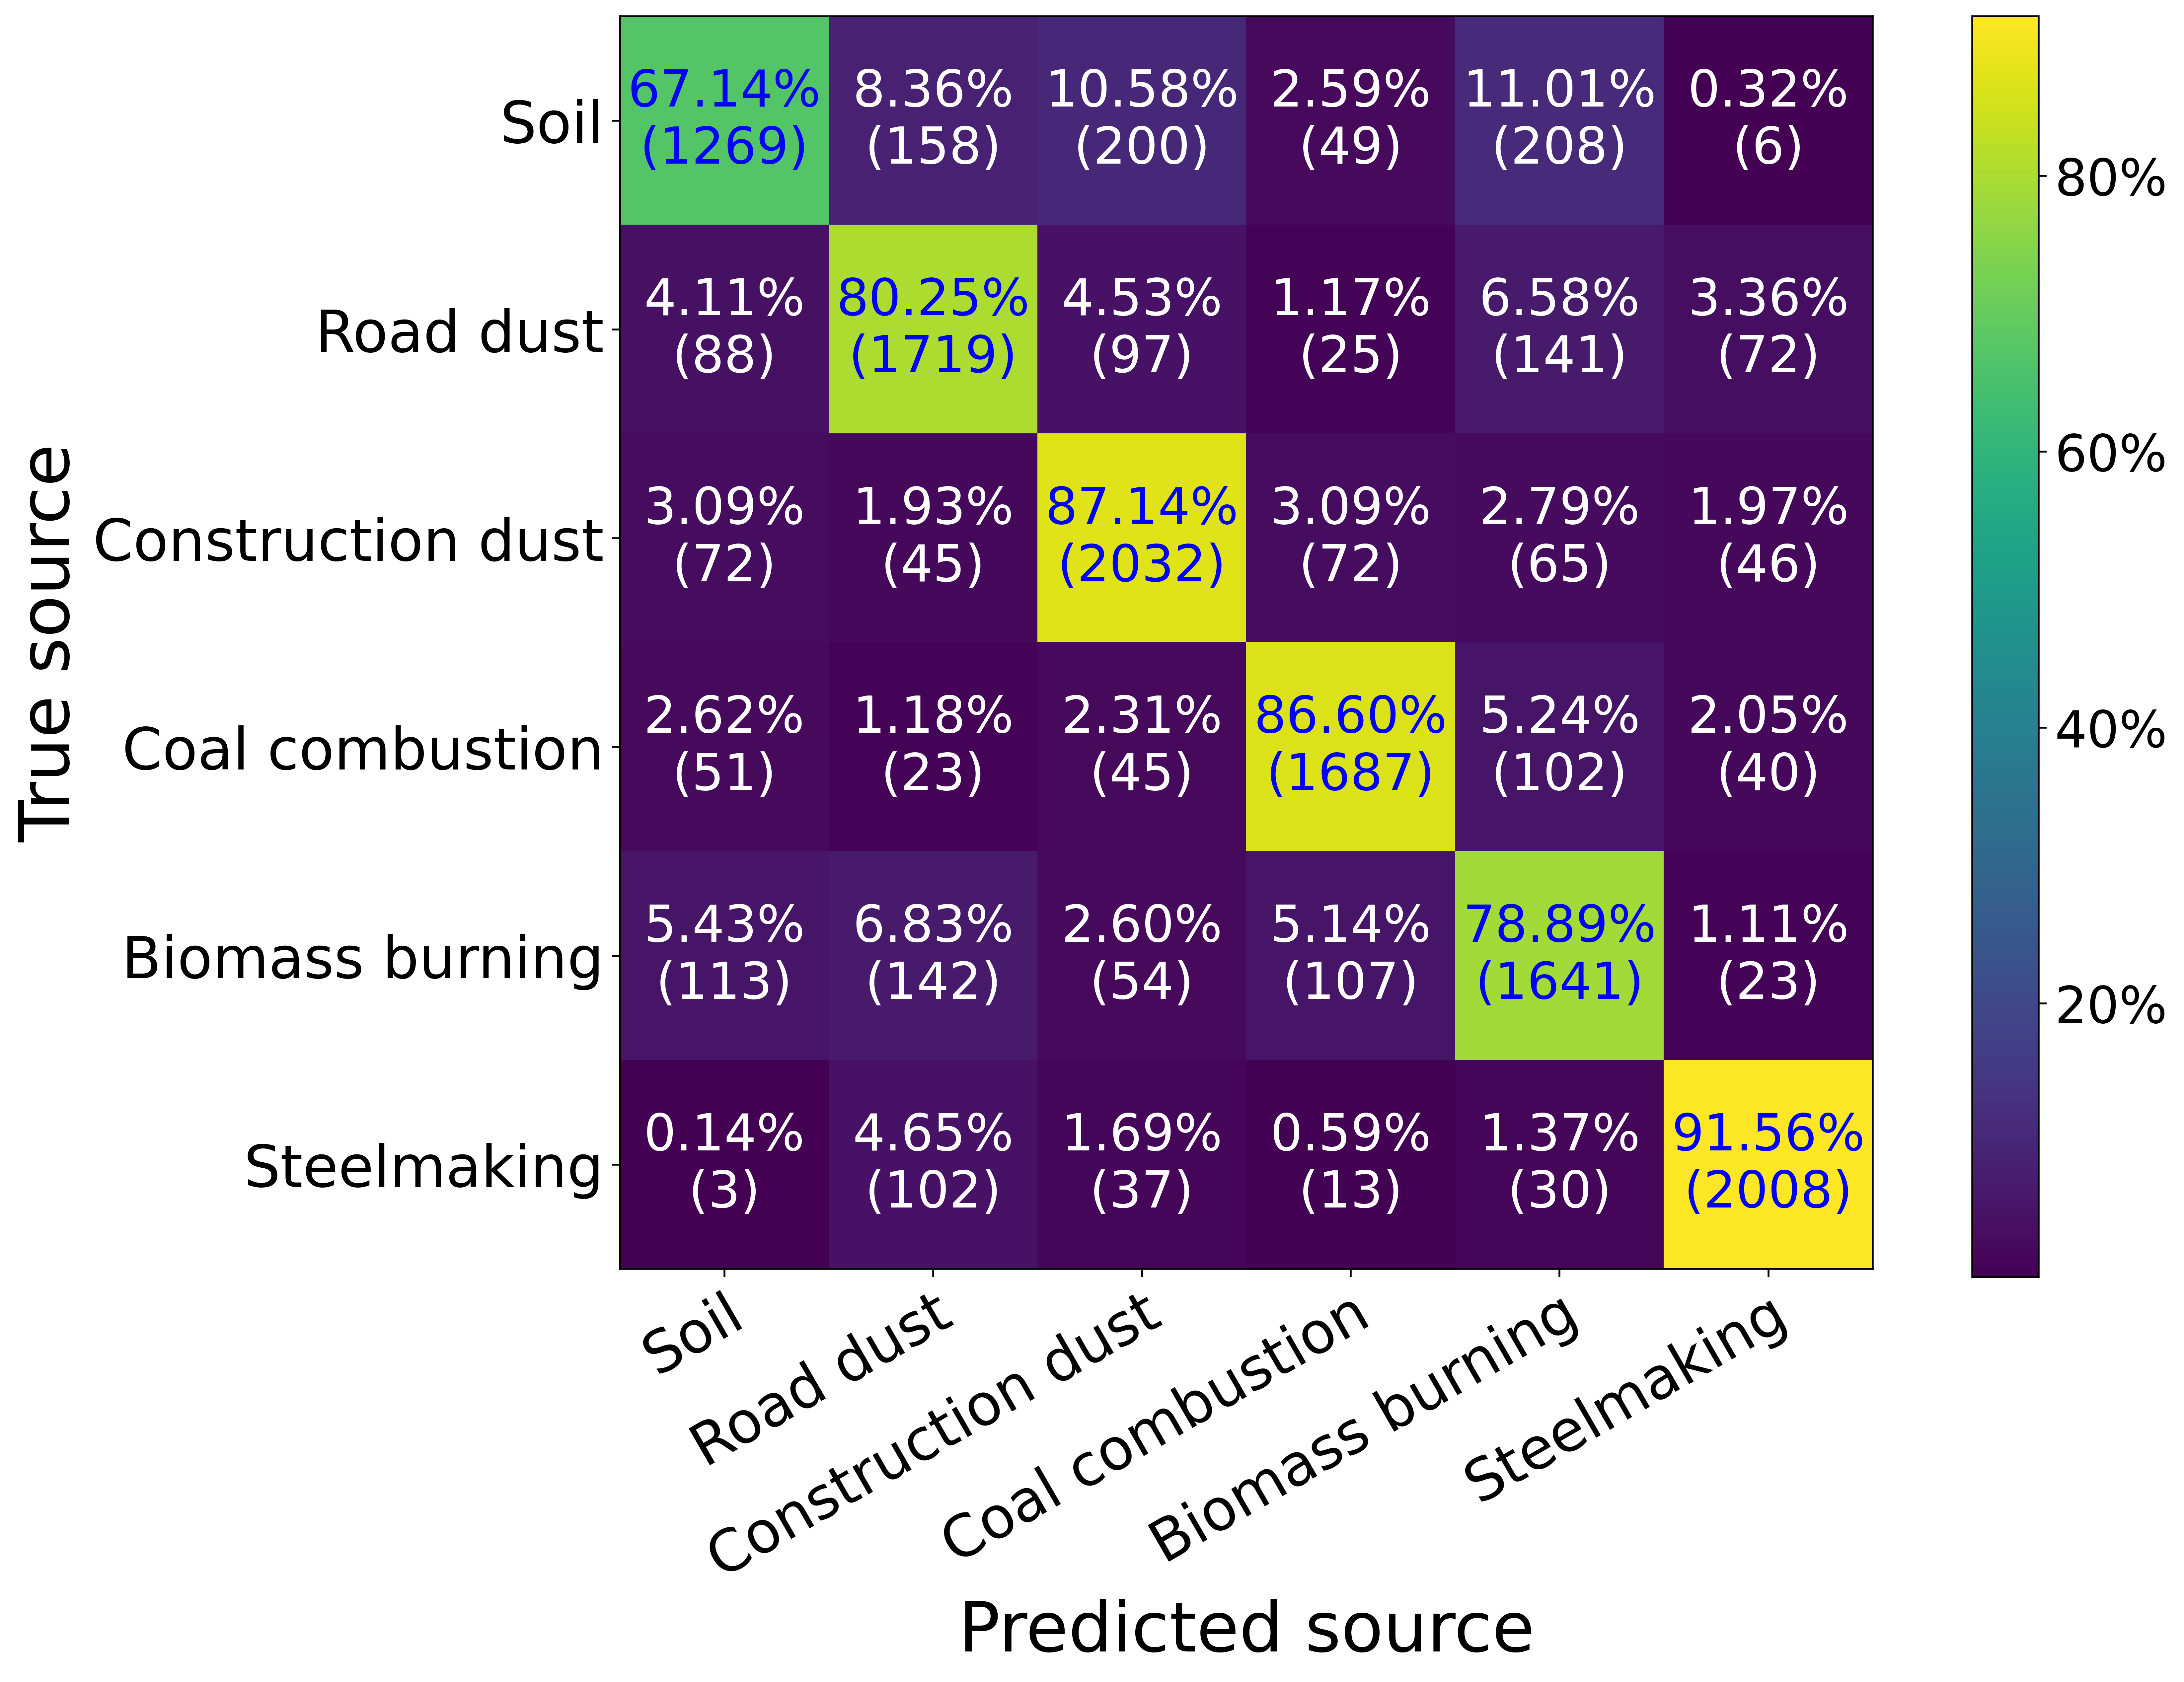 67.14% 8.36% 10.58% 2.59% 11.01% 0.32%
Soil
(1269) (158) (200) (49) (208) (6)
80%
4.11% 80.25% 4.53% 1.17% 6.58% 3.36%
Road dust
(88) (1719) (97) (25) (141) (72)
60%
3.09% 1.93% 87.14% 3.09% 2.79% 1.97%
Construction dust
(72) (45) (2032) (72) (65) (46)
True source
2.62% 1.18% 2.31% 86.60% 5.24% 2.05%
40%
Coal combustion
(51) (23) (45) (1687) (102) (40)
5.43% 6.83% 2.60% 5.14% 78.89% 1.11%
Biomass burning
(113) (142) (54) (107) (1641) (23)
20%
0.14% 4.65% 1.69% 0.59% 1.37% 91.56%
Steelmaking
(3) (102) (37) (13) (30) (2008)
Soil
Road dust
Construction dust
Coal combustion
Biomass burning
Steelmaking
Predicted source